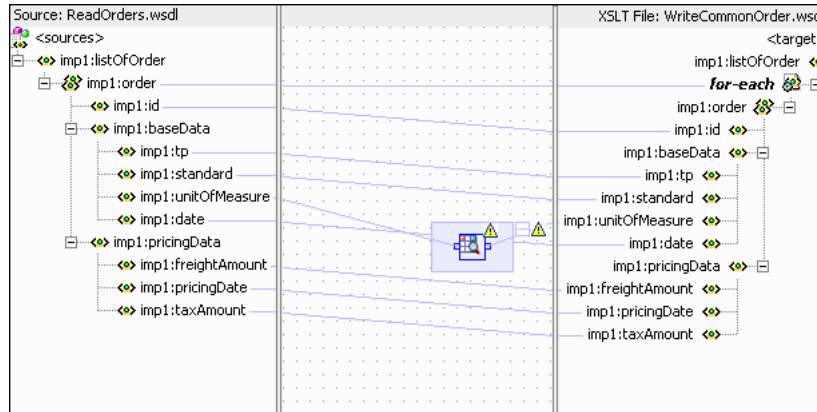 Source: ReadOrders.wsdl
<sources>
imp1:listOfOrder
imp1:order
imp1:id
imp1:baseData
imp1:tp
imp1:standard
imp1:unitOfMeasure
imp1:date
imp1:pricingData
imp1:freightAmount
imp1:pricingDate
imp1:taxAmount
XSLT File: WriteCommonOrder.wsd
<target
imp1:listOfOrder
for-each
imp1:order
imp1:id
imp1:baseData
imp1:tp
imp1:standard
imp1:unitOfMeasure
imp1:date
imp1:pricingData
imp1:freightAmount
imp1:pricingDate
imp1:taxAmount